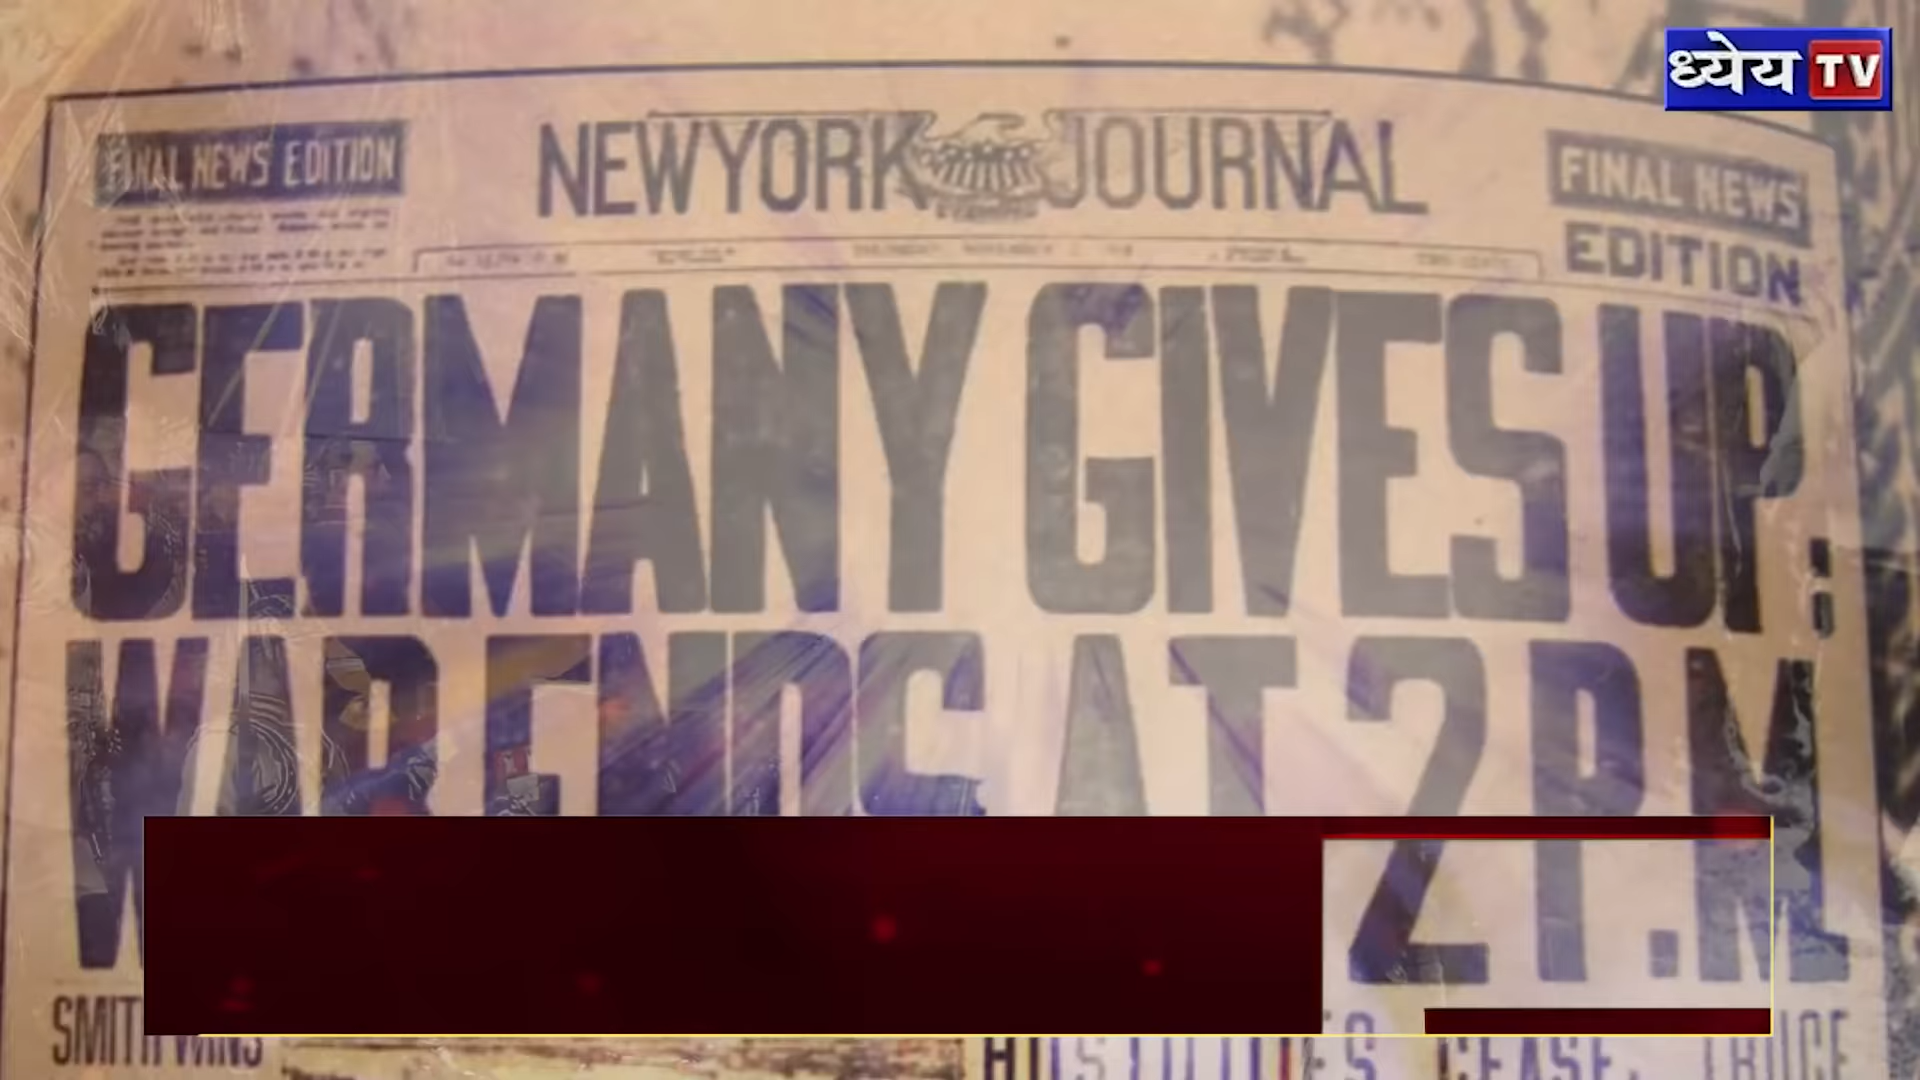 ध्येय TV
FINAL NEWS EDITION
NEW YORK JOURNAL
FINAL NEWS
EDITION
GERMANY GIVES UP:
WAR ENDS AT 2 P.M
SMITH WINS
CEASE. TRUCE